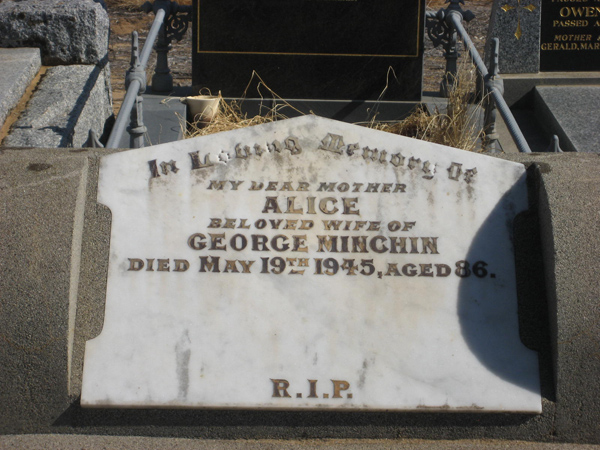 OWEN
PASSED A
MOTHER
GERALD, MAR
In Loving Memory of
MY DEAR MOTHER
ALICE
BELOVED WIFE OF
GEORGE MINCHIN
DIED MAY 19TH 1945, AGED 86.
R.I.P.